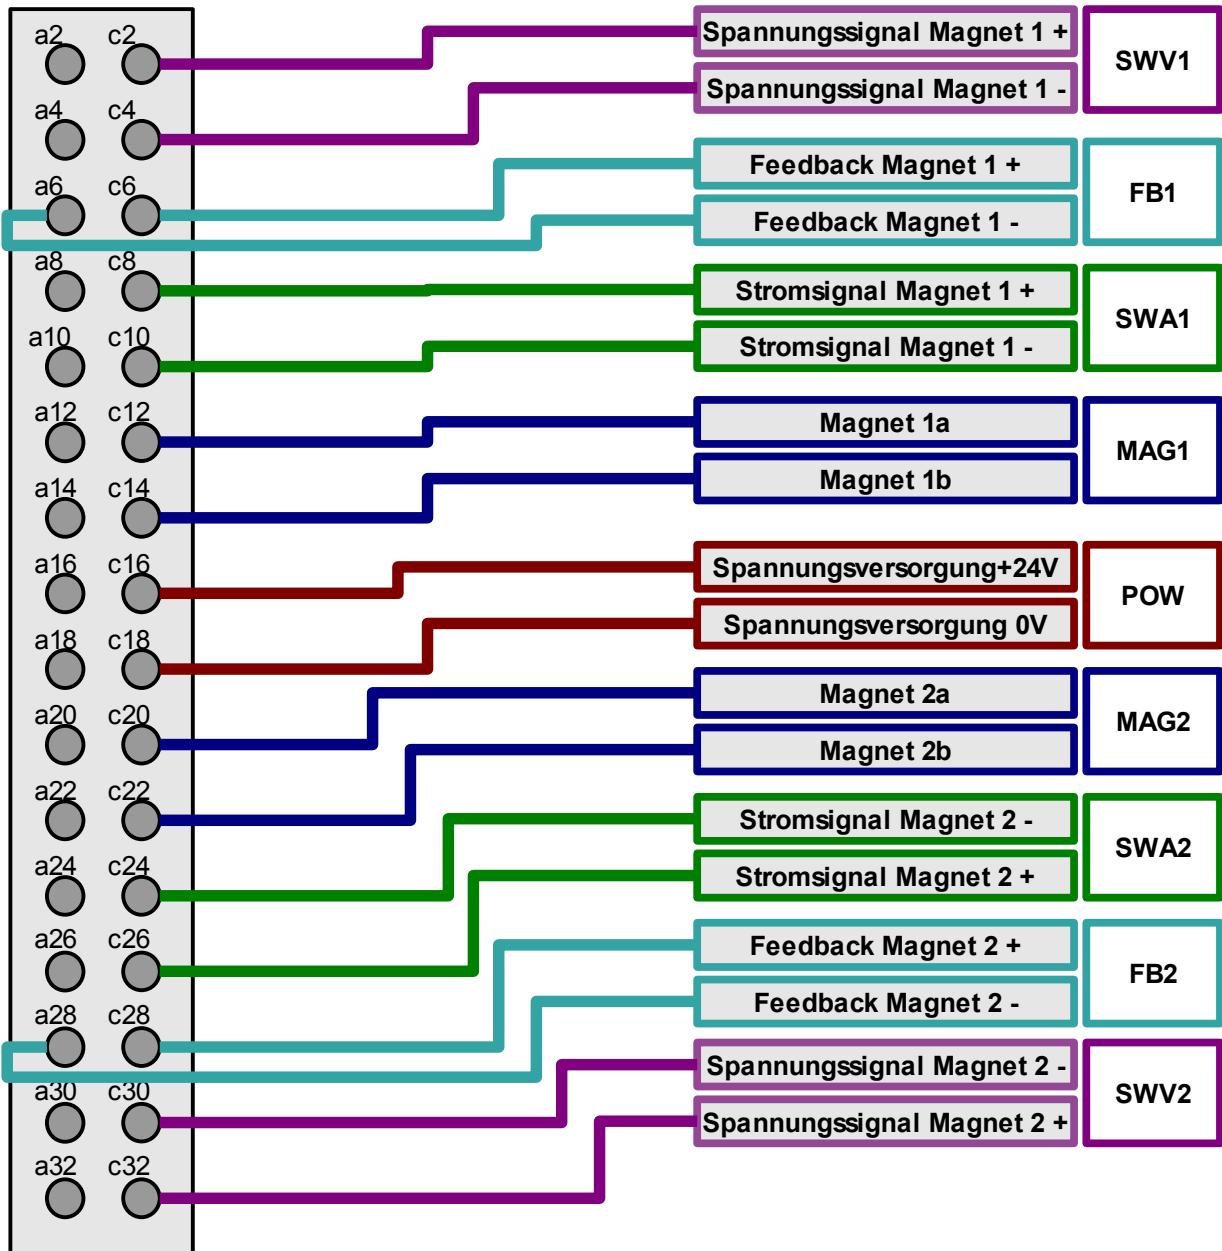 a2 c2
a4 c4
a6 c6
a8 c8
a10 c10
a12 c12
a14 c14
a16 c16
a18 c18
a20 c20
a22 c22
a24 c24
a26 c26
a28 c28
a30 c30
a32 c32
Spannungssignal Magnet 1 +
Spannungssignal Magnet 1 -
SWV1
Feedback Magnet 1 +
Feedback Magnet 1 -
FB1
Stromsignal Magnet 1 +
Stromsignal Magnet 1 -
SWA1
Magnet 1a
Magnet 1b
MAG1
Spannungsversorgung+24V
Spannungsversorgung 0V
POW
Magnet 2a
Magnet 2b
MAG2
Stromsignal Magnet 2 -
Stromsignal Magnet 2 +
SWA2
Feedback Magnet 2 +
Feedback Magnet 2 -
FB2
Spannungssignal Magnet 2 -
Spannungssignal Magnet 2 +
SWV2